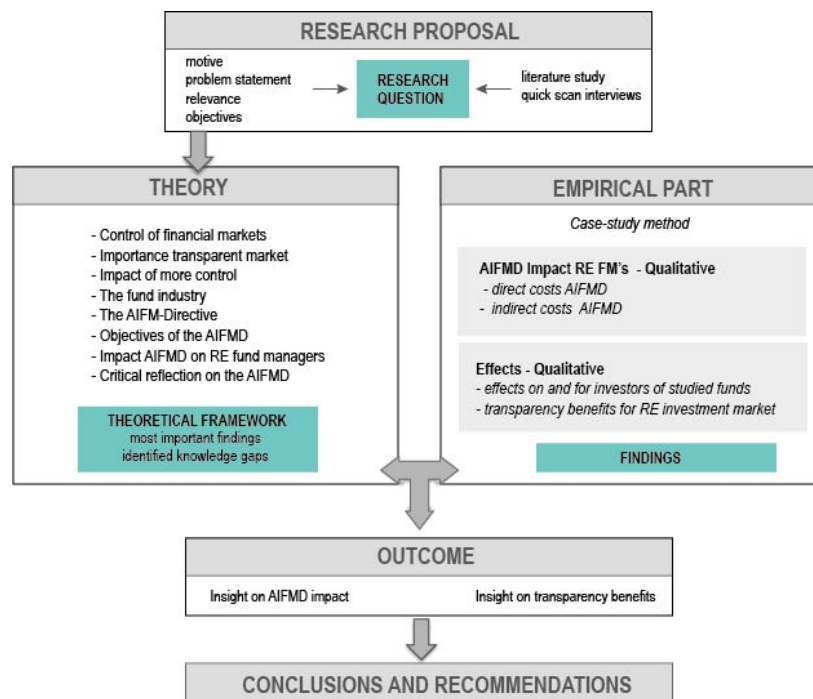 RESEARCH PROPOSAL
motive
problem statement
relevance
objectives
RESEARCH
QUESTION
literature study
quick scan interviews
THEORY
- Control of financial markets
- Importance transparent market
- Impact of more control
- The fund industry
- The AIFM-Directive
- Objectives of the AIFMD
- Impact AIFMD on RE fund managers
- Critical reflection on the AIFMD
THEORETICAL FRAMEWORK
most important findings
identified knowledge gaps
EMPIRICAL PART
Case-study method
AIFMD Impact RE FM's - Qualitative
- direct costs AIFMD
- indirect costs AIFMD
Effects - Qualitative
- effects on and for investors of studied funds
- transparency benefits for RE investment market
FINDINGS
OUTCOME
Insight on AIFMD impact
Insight on transparency benefits
CONCLUSIONS AND RECOMMENDATIONS